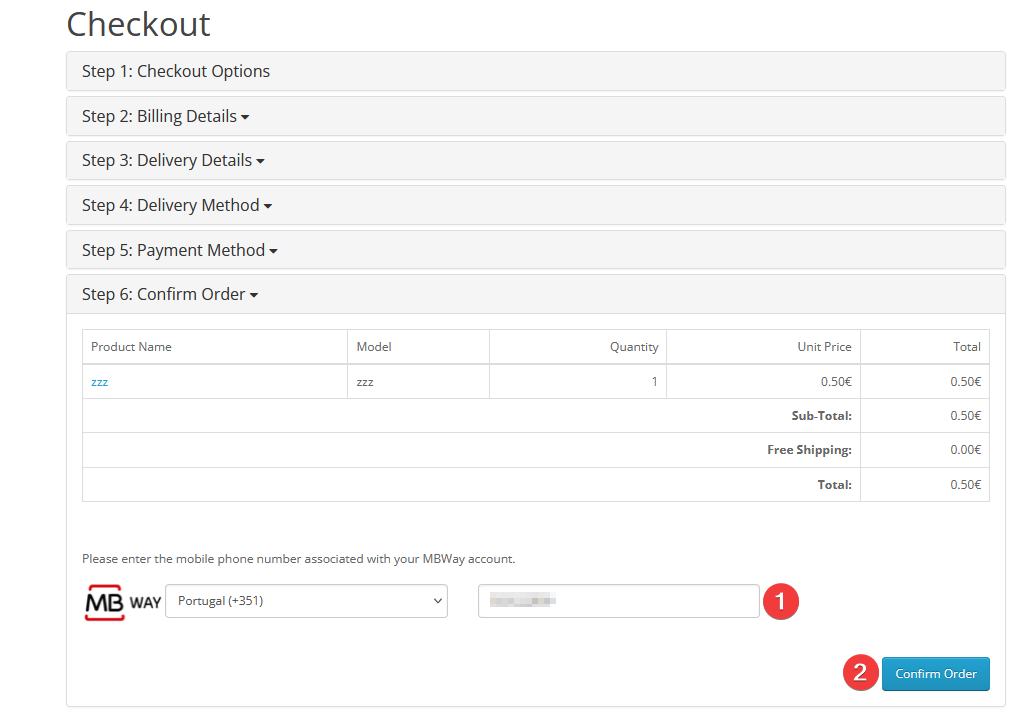 Checkout
Step 1: Checkout Options
Step 2: Billing Details
Step 3: Delivery Details
Step 4: Delivery Method
Step 5: Payment Method
Step 6: Confirm Order
Product Name Model Quantity Unit Price Total
zzz zzz 1 0.50€ 0.50€
Sub-Total: 0.50€
Free Shipping: 0.00€
Total: 0.50€
Please enter the mobile phone number associated with your MBWay account.
MB WAY Portugal (+351) 1
2 Confirm Order